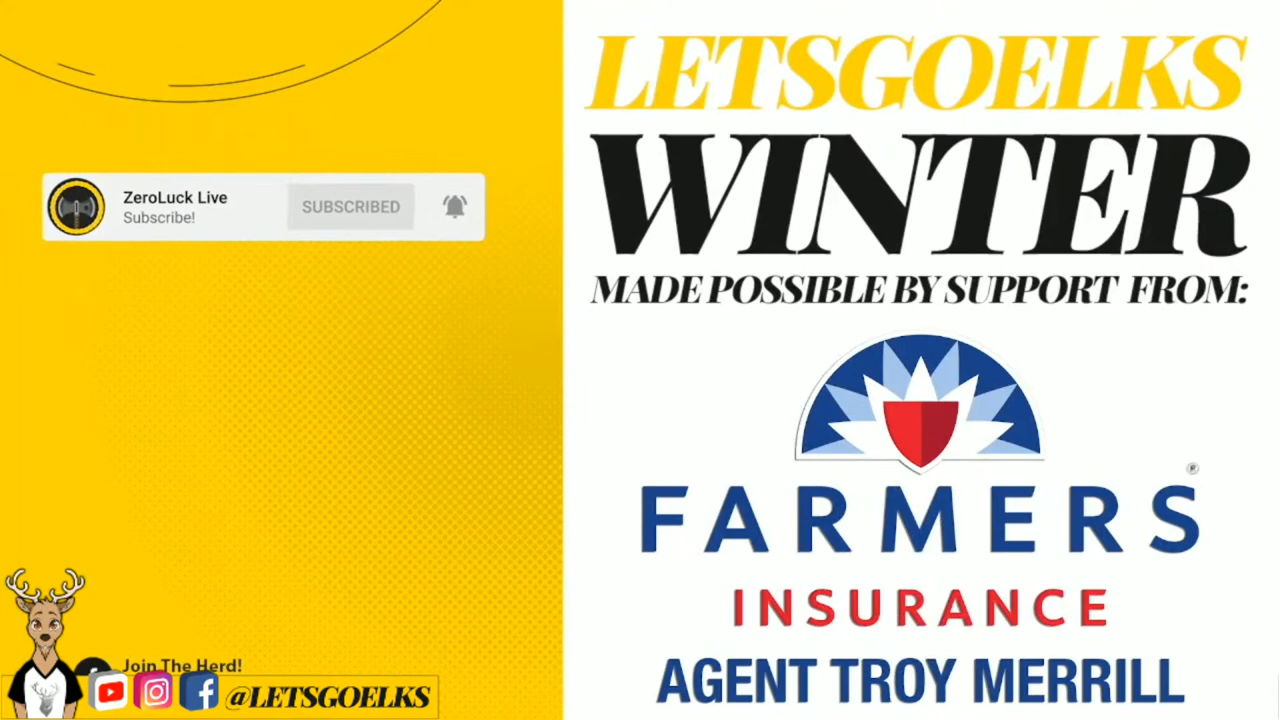 LETSGOELKS
WINTER
MADE POSSIBLE BY SUPPORT FROM:
FARMERS
INSURANCE
AGENT TROY MERRILL
ZeroLuck Live
Subscribe!
SUBSCRIBED
Join The Herd!
@LETSGOELKS